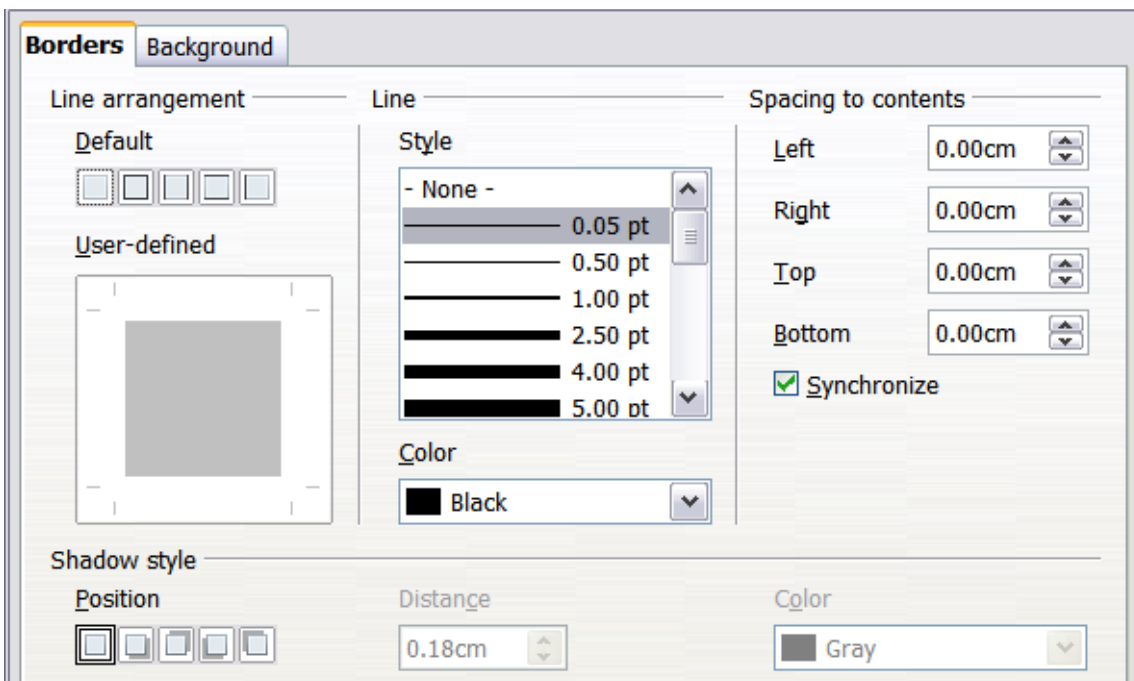 Borders Background
Line arrangement Line Spacing to contents
Default Style Left 0.00cm
- None -
0.05 pt Right 0.00cm
User-defined 0.50 pt
1.00 pt Top 0.00cm
2.50 pt Bottom 0.00cm
4.00 pt Synchronize
5.00 pt
Color
Black
Shadow style
Position Distance Color
0.18cm Gray